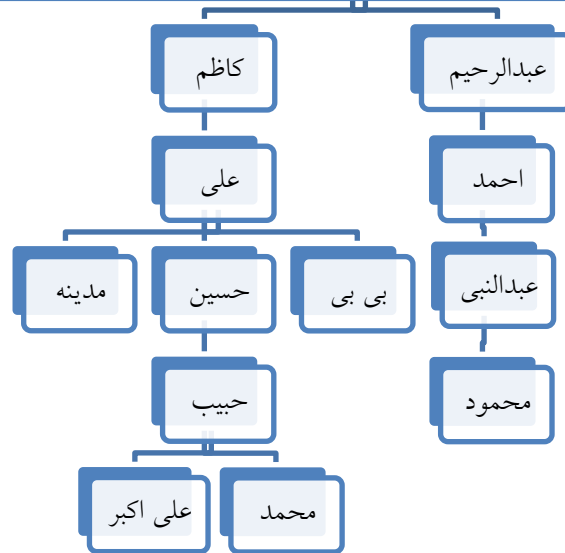 عبدالرحیم
کاظم
احمد
علی
عبدالنبی
بی بی
حسین
مدینه
محمود
حبیب
محمد
علی اکبر